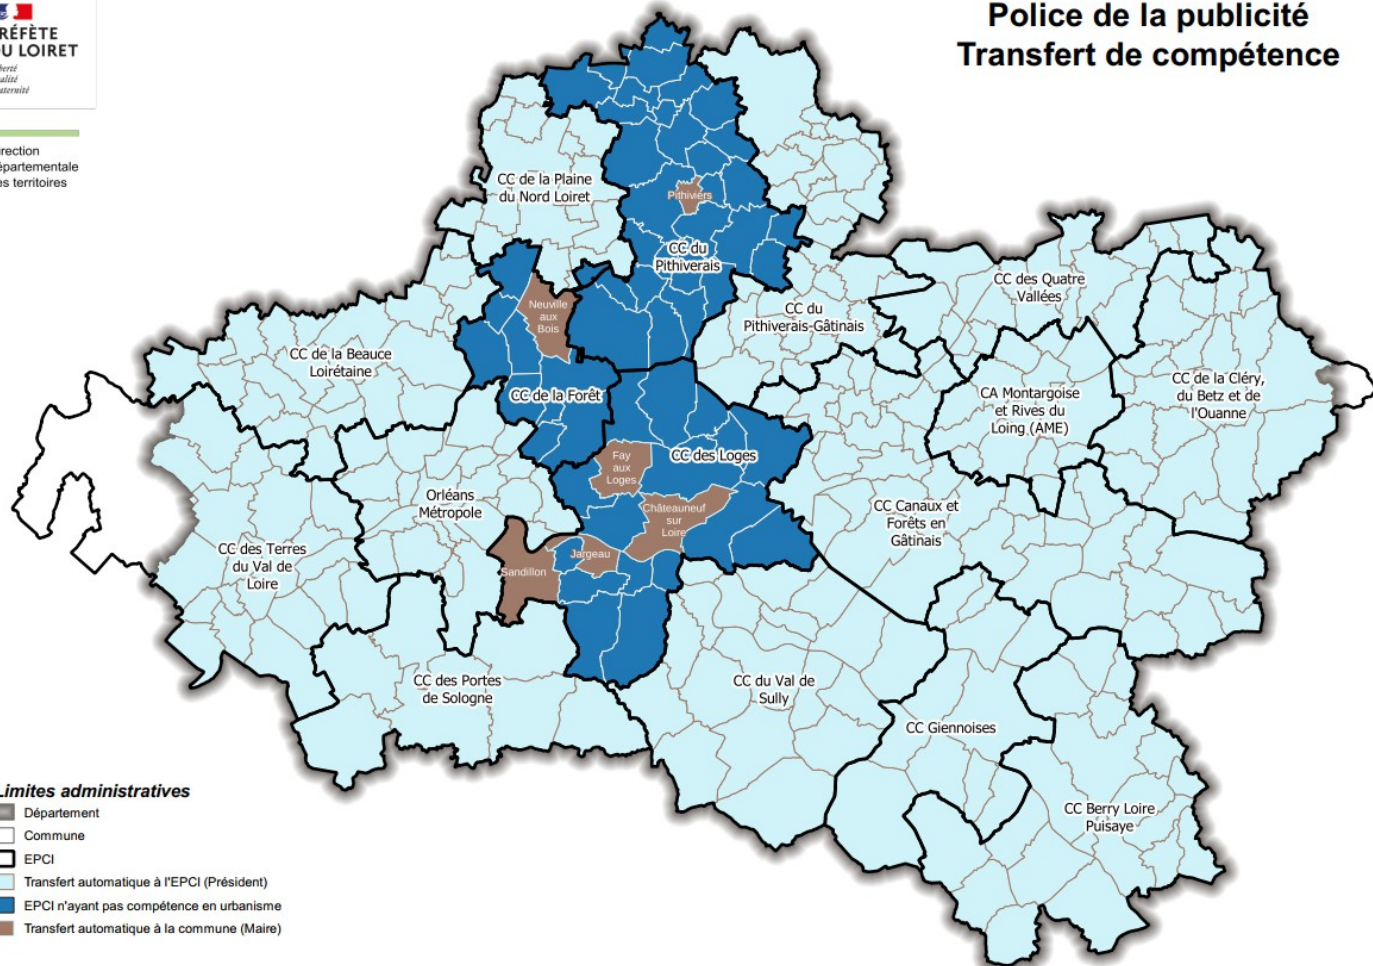 RÉFÈTE
DU LOIRET
berté
alité
aternité
irection
épartementale
es territoires
Police de la publicité
Transfert de compétence
CC de la Plaine
du Nord Loiret
Pithiviers
CC du
Pithiverais
CC des Quatre
Vallées
Neuville
aux
Bois
CC du
Pithiverais-Gâtinais
CC de la Beauce
Loirétaine
CC de la Forêt
CA Montargoise
et Rives du
Loing (AME)
CC de la Cléry,
du Betz et de
l'Ouanne
Fay
aux
Loges
CC des Loges
Orléans
Métropole
Châteauneuf
sur
Loire
CC Canaux et
Forêts en
Gâtinais
CC des Terres
du Val de
Loire
Jargeau
Sandillon
CC des Portes
de Sologne
CC du Val de
Sully
CC Giennoises
CC Berry Loire
Puisaye
Limites administratives
Département
Commune
EPCI
Transfert automatique à l'EPCI (Président)
EPCI n'ayant pas compétence en urbanisme
Transfert automatique à la commune (Maire)